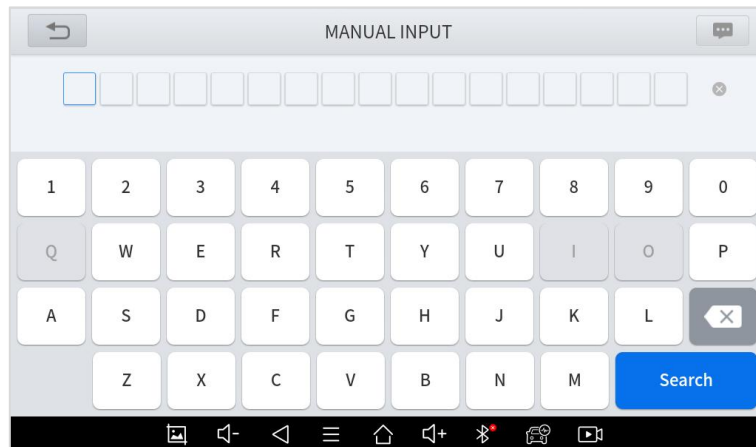 MANUAL INPUT
1 2 3 4 5 6 7 8 9 0
Q W E R T Y U I O P
A S D F G H J K L
Z X C V B N M Search